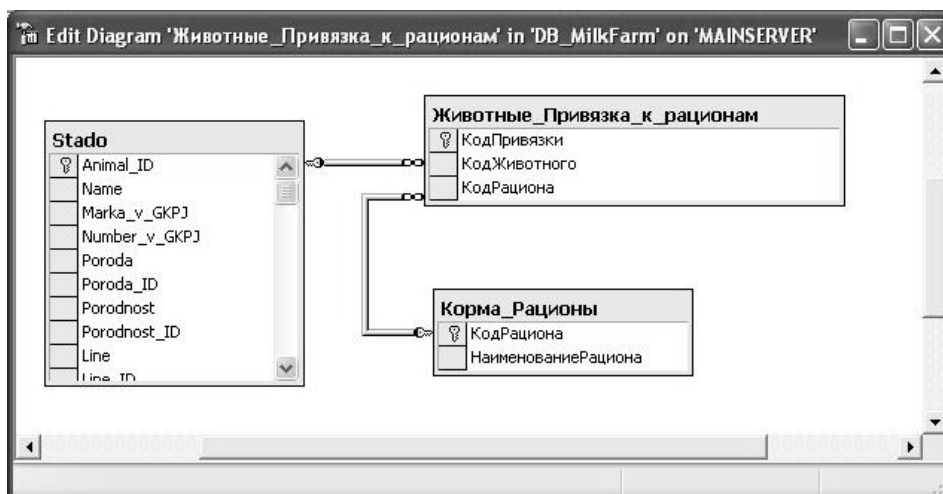 Edit Diagram 'Животные_Привязка_к_рационам' in 'DB_MilkFarm' on 'MAINSERVER'
Stado
Animal_ID
Name
Marka_v_GKPJ
Number_v_GKPJ
Poroda
Poroda_ID
Porodnost
Porodnost_ID
Line
Line_ID
Животные_Привязка_к_рационам
КодПривязки
КодЖивотного
КодРациона
Корма_Рационы
КодРациона
НаименованиеРациона